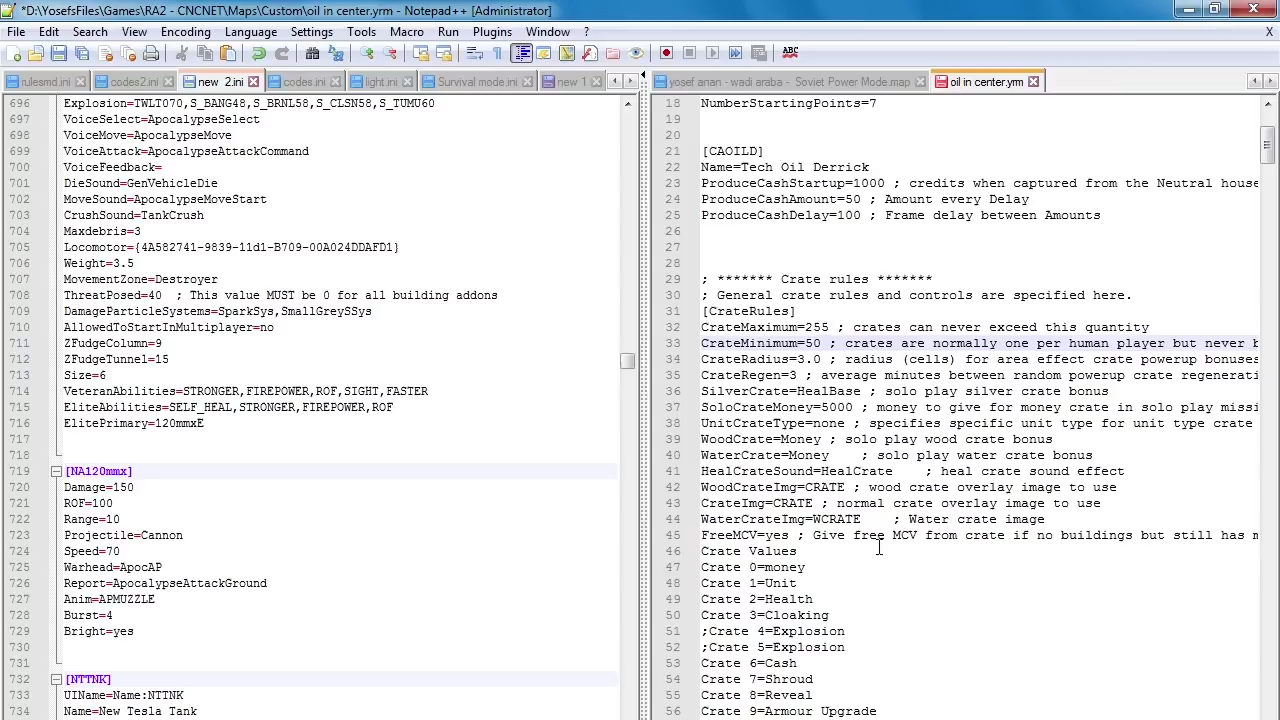 *D:\YosefsFiles\Games\RA2 - CNCNET\Maps\Custom\oil in center.yrm - Notepad++ [Administrator]
File Edit Search View Encoding Language Settings Tools Macro Run Plugins Window ? X
ABC
rulesmd.ini codes2.ini new 2.ini codes.ini light.ini Survival mode.ini new 1 yosef anan - wadi araba - Soviet Power Mode.map oil in center.yrm
696 Explosion=TWLT070,S_BANG48,S_BRNL58,S_CLSN58,S_TUMU60
697 VoiceSelect=ApocalypseSelect
698 VoiceMove=ApocalypseMove
699 VoiceAttack=ApocalypseAttackCommand
700 VoiceFeedback=
701 DieSound=GenVehicleDie
702 MoveSound=ApocalypseMoveStart
703 CrushSound=TankCrush
704 Maxdebris=3
705 Locomotor={4A582741-9839-11d1-B709-00A024DDAFD1}
706 Weight=3.5
707 MovementZone=Destroyer
708 ThreatPosed=40 ; This value MUST be 0 for all building addons
709 DamageParticleSystems=SparkSys,SmallGreySSys
710 AllowedToStartInMultiplayer=no
711 ZFudgeColumn=9
712 ZFudgeTunnel=15
713 Size=6
714 VeteranAbilities=STRONGER,FIREPOWER,ROF,SIGHT,FASTER
715 EliteAbilities=SELF_HEAL,STRONGER,FIREPOWER,ROF
716 ElitePrimary=120mmxE
717
718
719 [NA120mmx]
720 Damage=150
721 ROF=100
722 Range=10
723 Projectile=Cannon
724 Speed=70
725 Warhead=ApocAP
726 Report=ApocalypseAttackGround
727 Anim=APMUZZLE
728 Burst=4
729 Bright=yes
730
731
732 [NTTNK]
733 UIName=Name:NTTNK
734 Name=New Tesla Tank
18 NumberStartingPoints=7
19
20
21 [CAOILD]
22 Name=Tech Oil Derrick
23 ProduceCashStartup=1000 ; credits when captured from the Neutral house
24 ProduceCashAmount=50 ; Amount every Delay
25 ProduceCashDelay=100 ; Frame delay between Amounts
26
27
28
29 ; ******* Crate rules *******
30 ; General crate rules and controls are specified here.
31 [CrateRules]
32 CrateMaximum=255 ; crates can never exceed this quantity
33 CrateMinimum=50 ; crates are normally one per human player but never b
34 CrateRadius=3.0 ; radius (cells) for area effect crate powerup bonuses
35 CrateRegen=3 ; average minutes between random powerup crate regenerati
36 SilverCrate=HealBase ; solo play silver crate bonus
37 SoloCrateMoney=5000 ; money to give for money crate in solo play missi
38 UnitCrateType=none ; specifies specific unit type for unit type crate
39 WoodCrate=Money ; solo play wood crate bonus
40 WaterCrate=Money ; solo play water crate bonus
41 HealCrateSound=HealCrate ; heal crate sound effect
42 WoodCrateImg=CRATE ; wood crate overlay image to use
43 CrateImg=CRATE ; normal crate overlay image to use
44 WaterCrateImg=WCRATE ; Water crate image
45 FreeMCV=yes ; Give free MCV from crate if no buildings but still has m
46 Crate Values
47 Crate 0=money
48 Crate 1=Unit
49 Crate 2=Health
50 Crate 3=Cloaking
51 ;Crate 4=Explosion
52 ;Crate 5=Explosion
53 Crate 6=Cash
54 Crate 7=Shroud
55 Crate 8=Reveal
56 Crate 9=Armour Upgrade